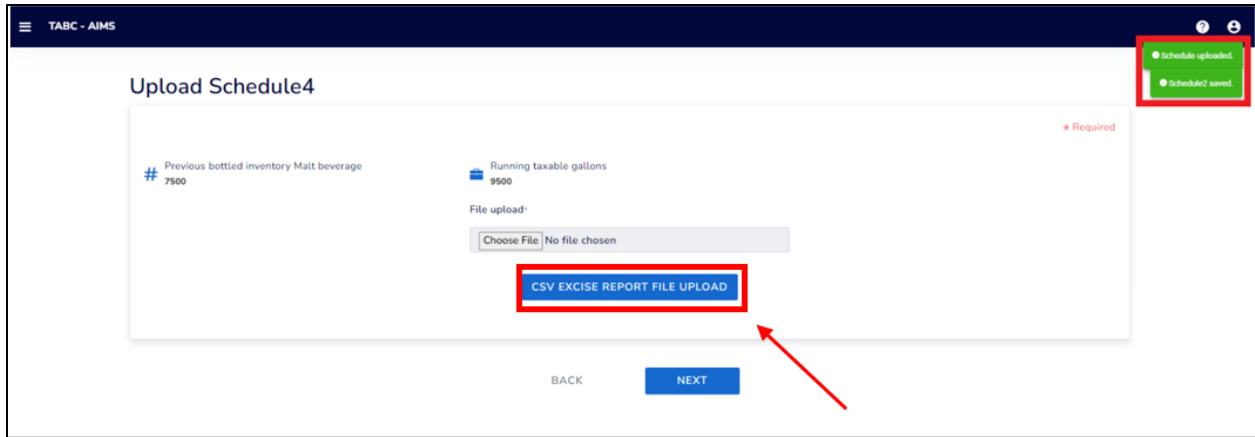 TABC - AIMS
Schedule uploaded.
Schedule2 saved.
Upload Schedule4
* Required
Previous bottled inventory Malt beverage
7500
Running taxable gallons
9500
File upload*
Choose File No file chosen
CSV EXCISE REPORT FILE UPLOAD
BACK
NEXT